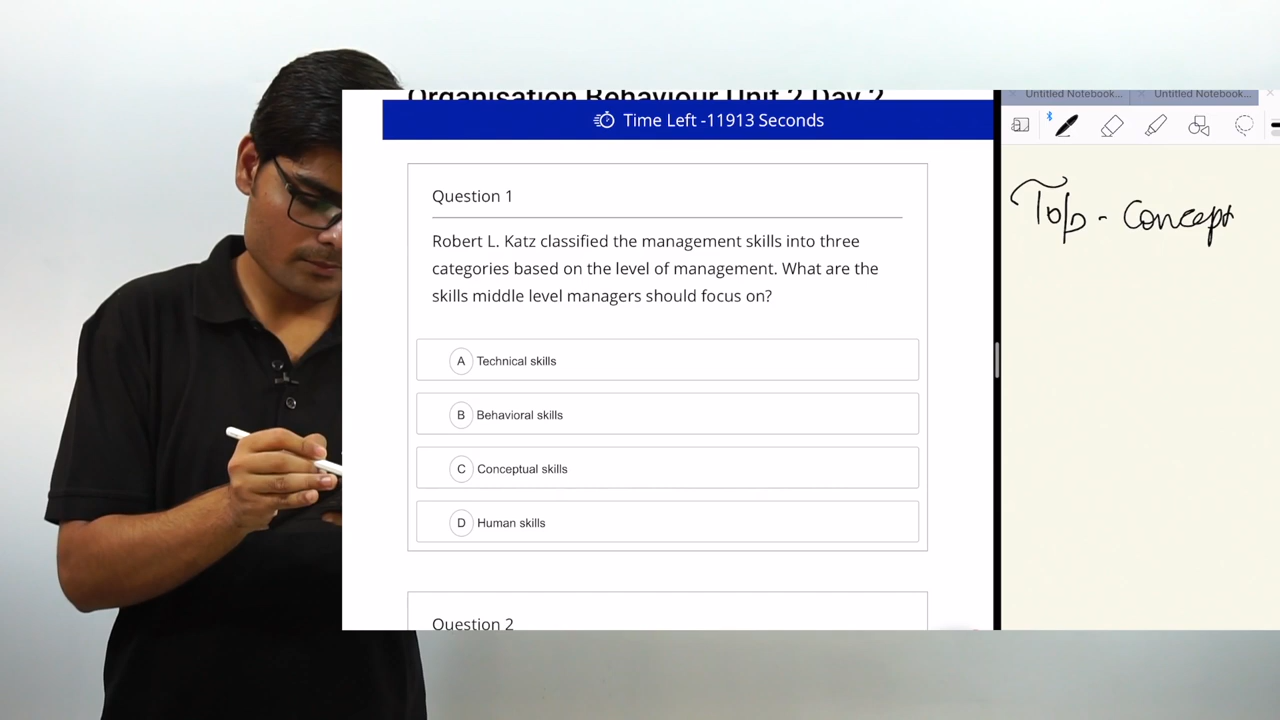 Organisation Behaviour Unit 2 Day 2
Time Left -11913 Seconds
Question 1
Robert L. Katz classified the management skills into three
categories based on the level of management. What are the
skills middle level managers should focus on?
A Technical skills
B Behavioral skills
C Conceptual skills
D Human skills
Question 2
Untitled Notebook... Untitled Notebook...
Top - Concept